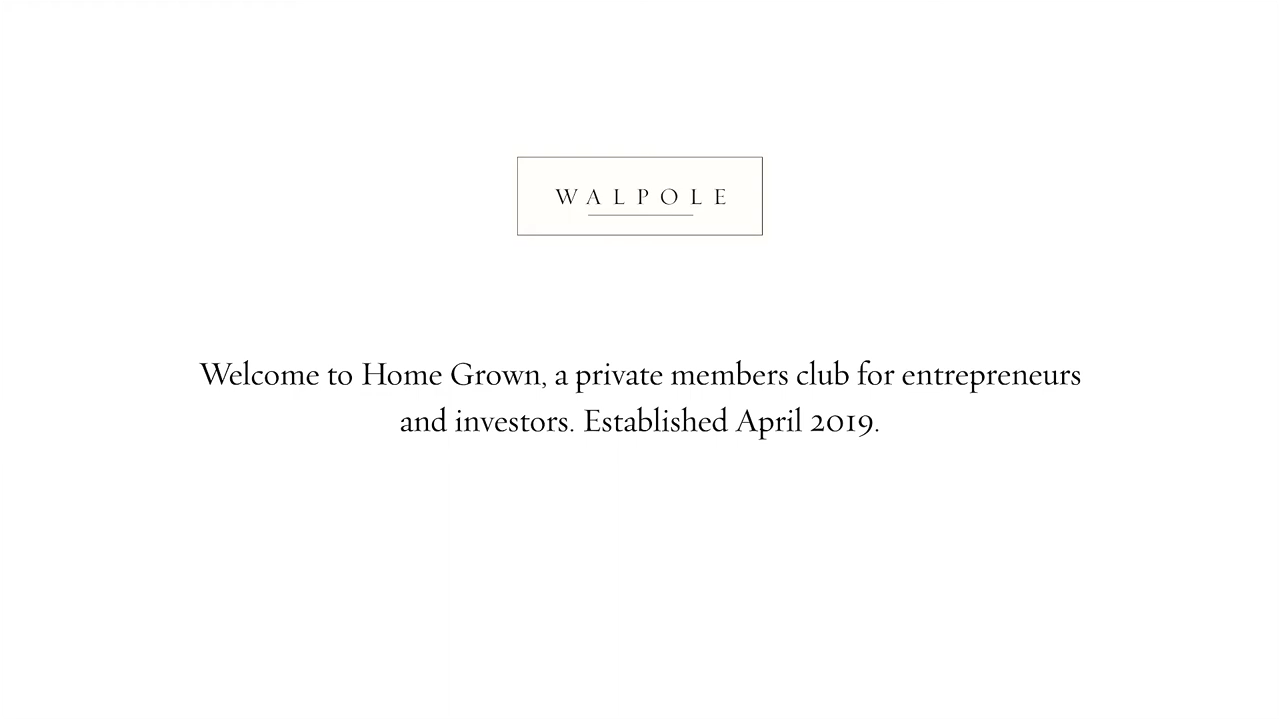 WALPOLE
Welcome to Home Grown, a private members club for entrepreneurs
and investors. Established April 2019.